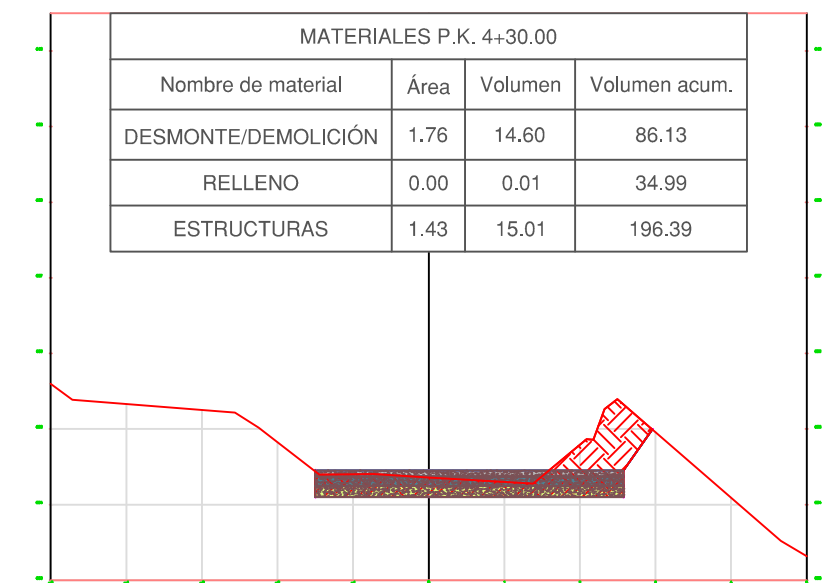 MATERIALES P.K. 4+30.00
Nombre de material Área Volumen Volumen acum.
DESMONTE/DEMOLICIÓN 1.76 14.60 86.13
RELLENO 0.00 0.01 34.99
ESTRUCTURAS 1.43 15.01 196.39